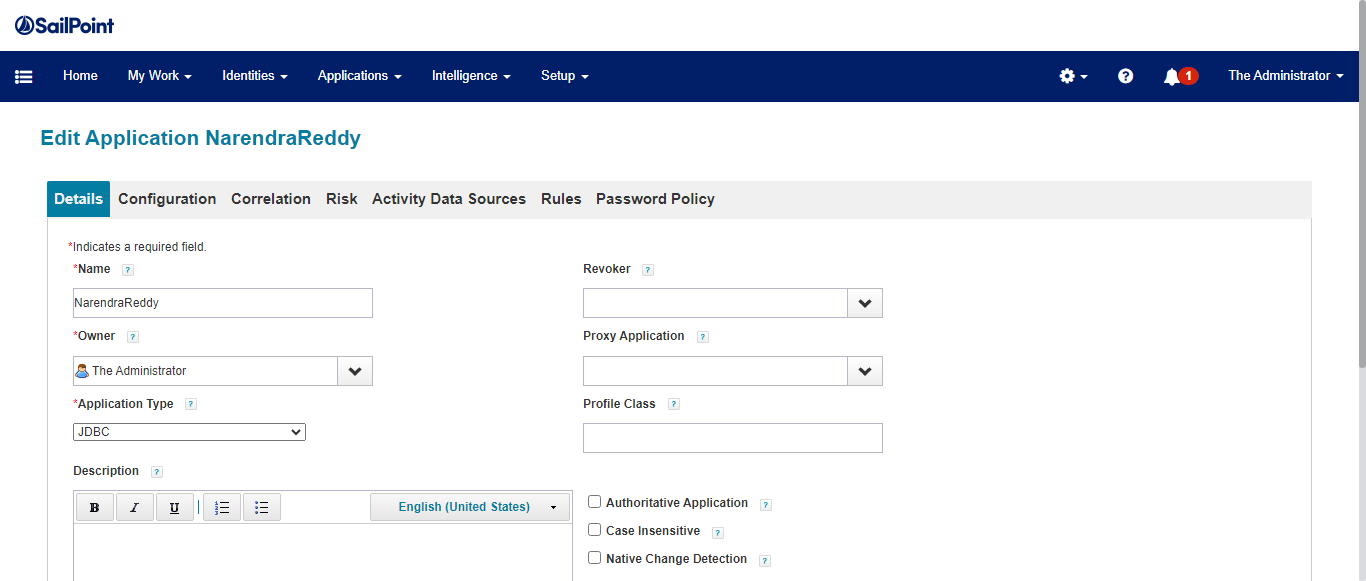 SailPoint
Home My Work Identities Applications Intelligence Setup ? 1 The Administrator
Edit Application NarendraReddy
Details Configuration Correlation Risk Activity Data Sources Rules Password Policy
*Indicates a required field.
*Name ? Revoker ?
NarendraReddy
*Owner ? Proxy Application ?
The Administrator
*Application Type ? Profile Class ?
JDBC
Description ?
B I U English (United States)
Authoritative Application ?
Case Insensitive ?
Native Change Detection ?